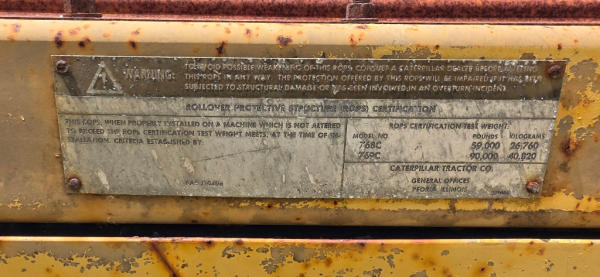 WARNING:
TO AVOID POSSIBLE WEAKENING OF THIS ROPS CONSULT A CATERPILLAR DEALER BEFORE ALTERING
THIS ROPS IN ANY WAY. THE PROTECTION OFFERED BY THIS ROPS WILL BE IMPAIRED IF IT HAS BEEN
SUBJECTED TO STRUCTURAL DAMAGE OR HAS BEEN INVOLVED IN AN OVERTURN INCIDENT.
ROLLOVER PROTECTIVE STRUCTURE (ROPS) CERTIFICATION
THIS ROPS, WHEN PROPERLY INSTALLED ON A MACHINE WHICH IS NOT ALTERED
TO EXCEED THE ROPS CERTIFICATION TEST WEIGHT MEETS, AT THE TIME OF IN-
STALLATION, CRITERIA ESTABLISHED BY
ROPS CERTIFICATION TEST WEIGHT:
MODEL NO. POUNDS KILOGRAMS
768C 59,000 26,760
769C 90,000 40,820
CATERPILLAR TRACTOR CO.
GENERAL OFFICES
PEORIA ILLINOIS